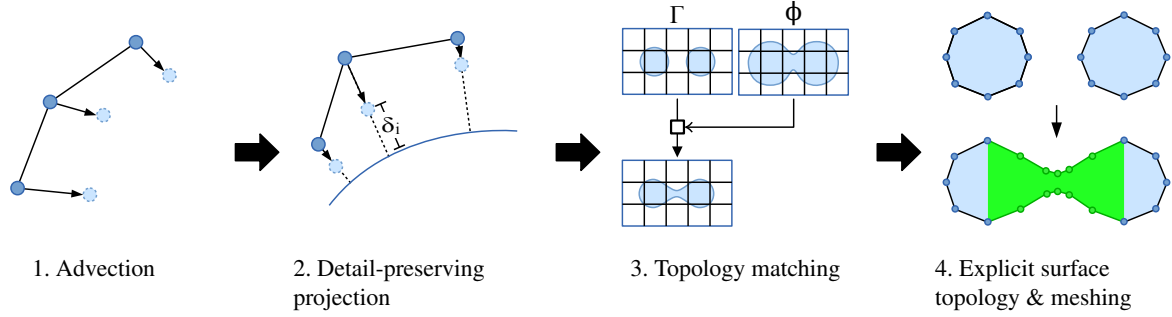 Γ
ϕ
δi
1. Advection
2. Detail-preserving
projection
3. Topology matching
4. Explicit surface
topology & meshing